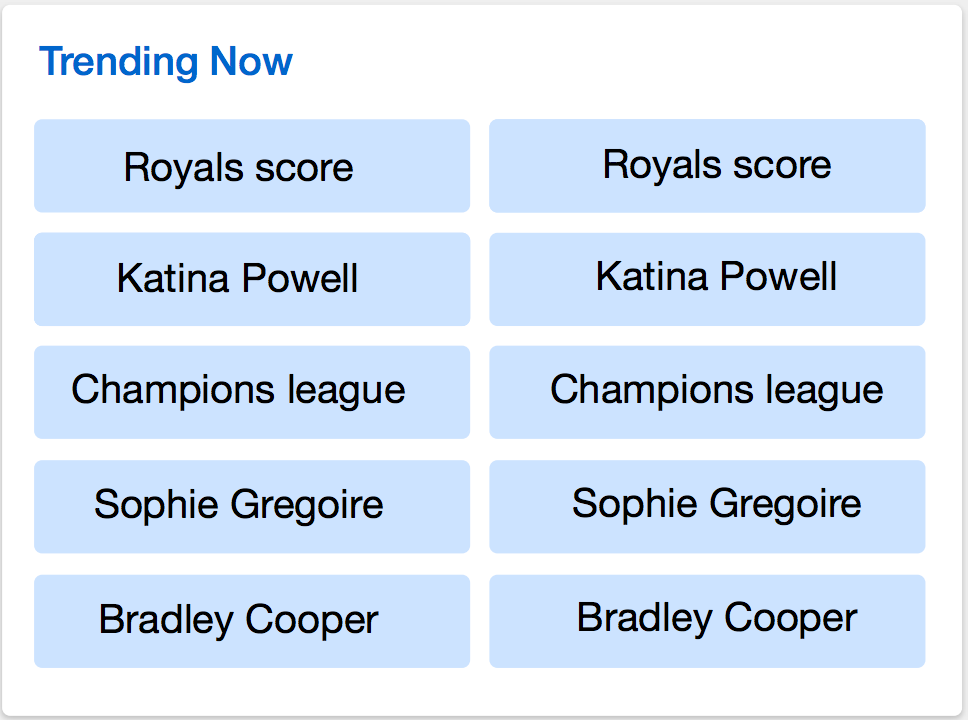 Trending Now
Royals score Royals score
Katina Powell Katina Powell
Champions league Champions league
Sophie Gregoire Sophie Gregoire
Bradley Cooper Bradley Cooper